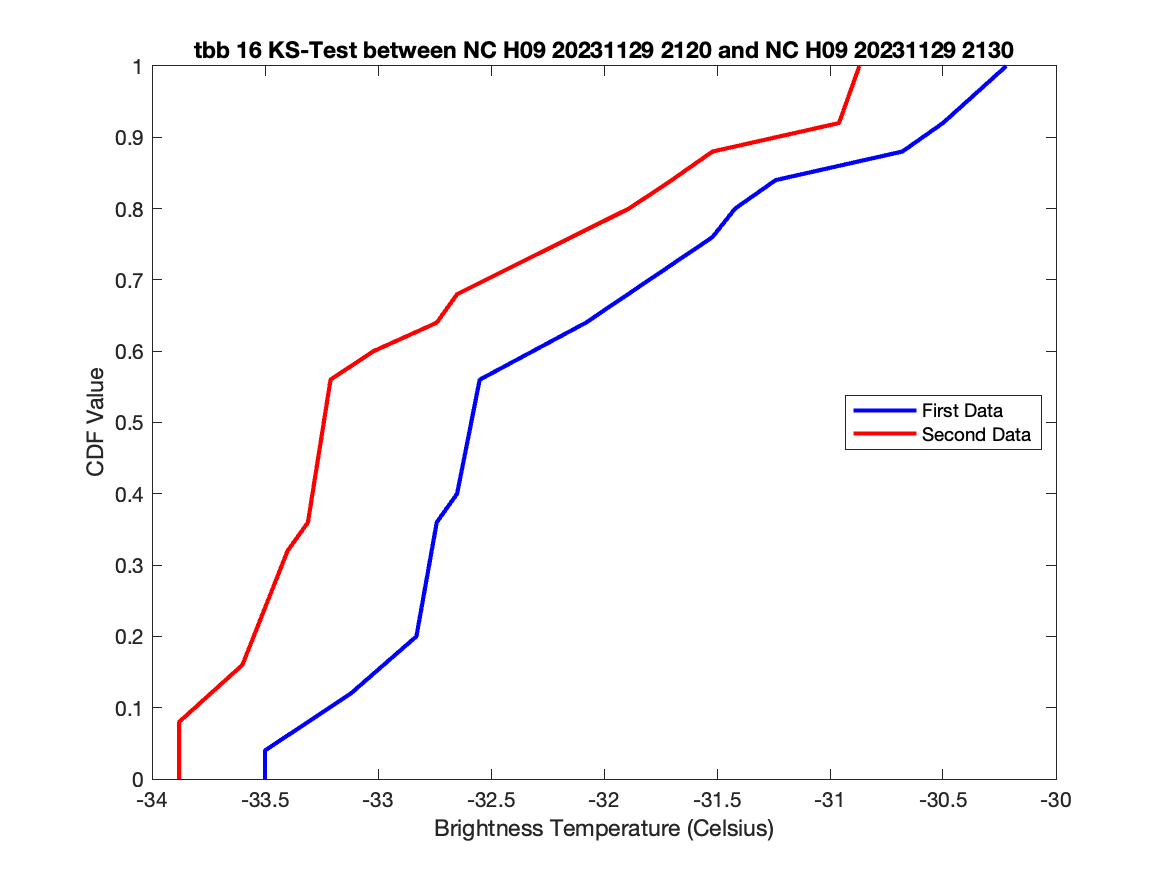 tbb 16 KS-Test between NC H09 20231129 2120 and NC H09 20231129 2130
1
0.9
0.8
0.7
0.6
0.5
0.4
0.3
0.2
0.1
0
CDF Value
First Data
Second Data
-34 -33.5 -33 -32.5 -32 -31.5 -31 -30.5 -30
Brightness Temperature (Celsius)